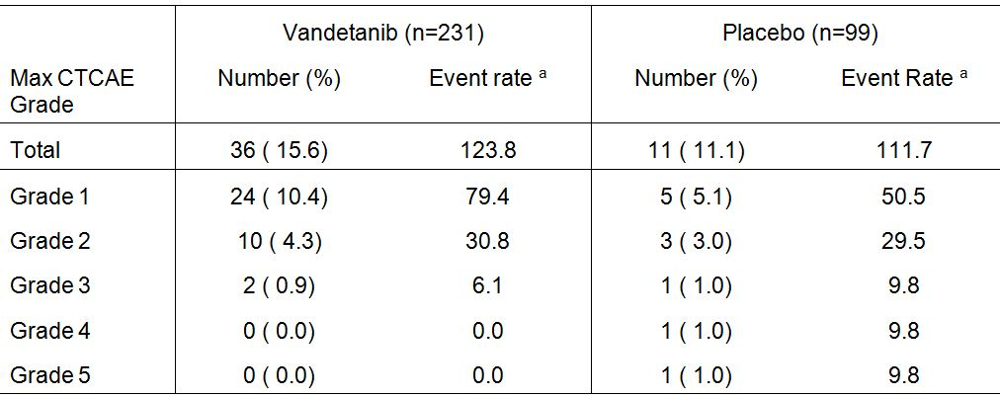 Vandetanib (n=231) Placebo (n=99)
Max CTCAE Grade Number (%) Event rate a Number (%) Event Rate a
Total 36 ( 15.6) 123.8 11 ( 11.1) 111.7
Grade 1 24 ( 10.4) 79.4 5 ( 5.1) 50.5
Grade 2 10 ( 4.3) 30.8 3 ( 3.0) 29.5
Grade 3 2 ( 0.9) 6.1 1 ( 1.0) 9.8
Grade 4 0 ( 0.0) 0.0 1 ( 1.0) 9.8
Grade 5 0 ( 0.0) 0.0 1 ( 1.0) 9.8